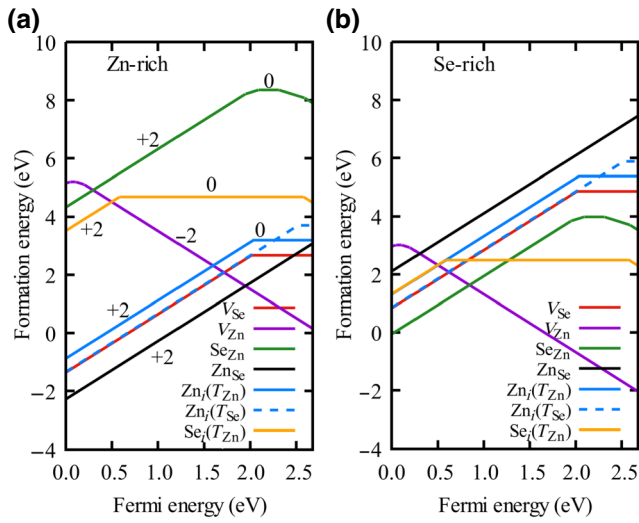 (a)
(b)
Formation energy (eV)
10
8
6
4
2
0
−2
−4
Zn-rich
0
+2
0
+2
−2
0
+2
+2
V_Se
V_Zn
Se_Zn
Zn_Se
Zn_i(T_Zn)
Zn_i(T_Se)
Se_i(T_Zn)
0.0 0.5 1.0 1.5 2.0 2.5
Fermi energy (eV)
Formation energy (eV)
10
8
6
4
2
0
−2
−4
Se-rich
V_Se
V_Zn
Se_Zn
Zn_Se
Zn_i(T_Zn)
Zn_i(T_Se)
Se_i(T_Zn)
0.0 0.5 1.0 1.5 2.0 2.5
Fermi energy (eV)